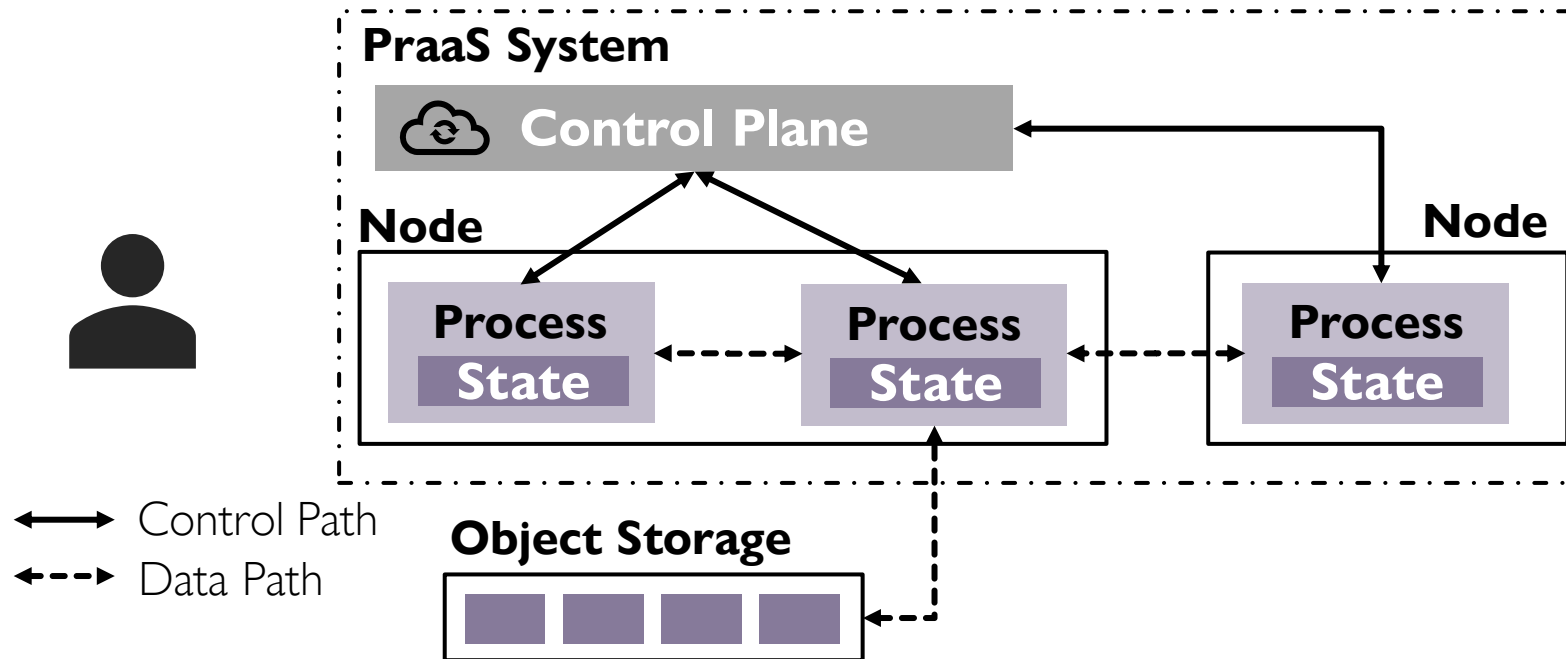 PraaS System
Control Plane
Node
Node
Process
State
Process
State
Process
State
Control Path
Data Path
Object Storage